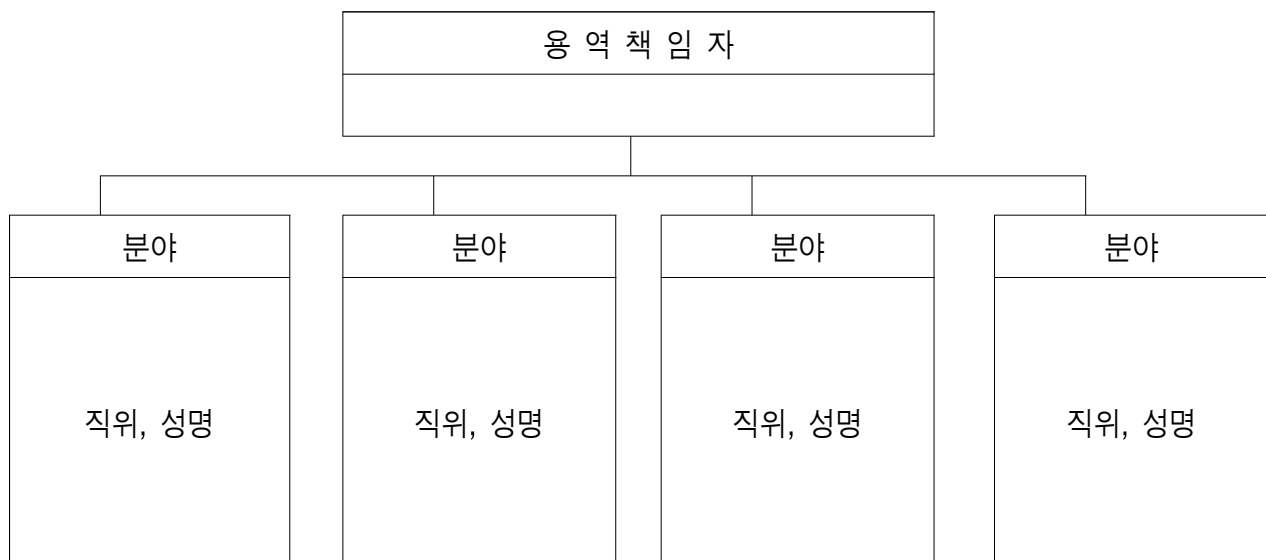 용 역 책 임 자
분야 분야 분야 분야
직위, 성명 직위, 성명 직위, 성명 직위, 성명